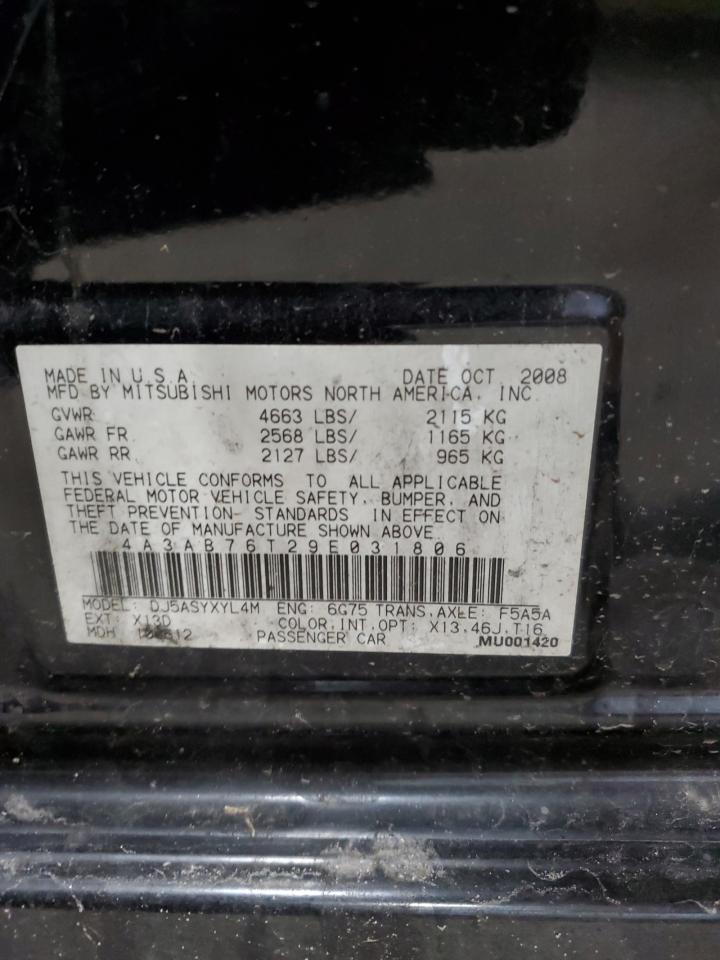 MADE IN U.S.A. DATE OCT 2008
MFD BY MITSUBISHI MOTORS NORTH AMERICA, INC
GVWR 4663 LBS/ 2115 KG
GAWR FR. 2568 LBS/ 1165 KG
GAWR RR. 2127 LBS/ 965 KG
THIS VEHICLE CONFORMS TO ALL APPLICABLE
FEDERAL MOTOR VEHICLE SAFETY, BUMPER, AND
THEFT PREVENTION STANDARDS IN EFFECT ON
THE DATE OF MANUFACTURE SHOWN ABOVE
4A3AB76T29E031806
MODEL: DJ5ASYXYL4M ENG: 6G75 TRANS.AXLE: F5A5A
EXT: X13D COLOR.INT.OPT: X13.46J.T16
MDH PASSENGER CAR MU001420